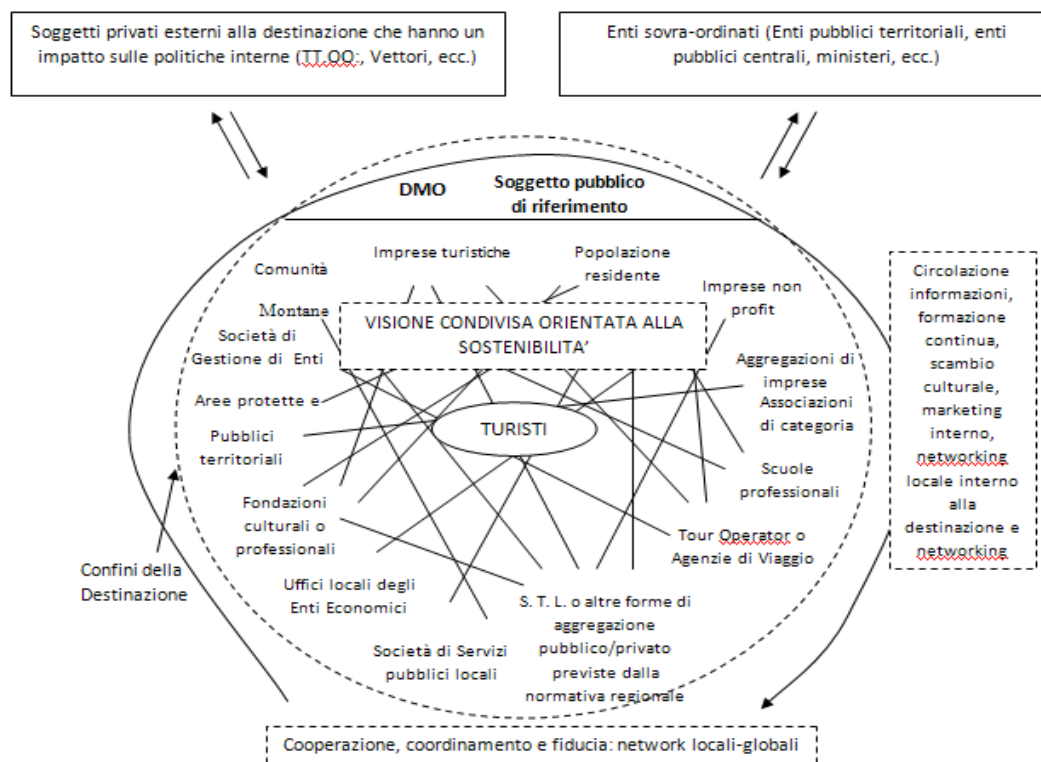 Soggetti privati esterni alla destinazione che hanno un
impatto sulle politiche interne (TT.OO:, Vettori, ecc.)
Enti sovra-ordinati (Enti pubblici territoriali, enti
pubblici centrali, ministeri, ecc.)
DMO
Soggetto pubblico
di riferimento
Imprese turistiche
Popolazione
residente
Comunità
Montane
Imprese non
profit
VISIONE CONDIVISA ORIENTATA ALLA
SOSTENIBILITA’
Società di
Gestione di Enti
Aree protette e
Pubblici
territoriali
Aggregazioni di
imprese
Associazioni
di categoria
TURISTI
Scuole
professionali
Fondazioni
culturali o
professionali
Tour Operator o
Agenzie di Viaggio
Uffici locali degli
Enti Economici
Società di Servizi
pubblici locali
S. T. L. o altre forme di
aggregazione
pubblico/privato
previste dalla
normativa regionale
Confini della
Destinazione
Circolazione
informazioni,
formazione
continua,
scambio
culturale,
marketing
interno,
networking
locale interno
alla
destinazione e
networking
Cooperazione, coordinamento e fiducia: network locali-globali